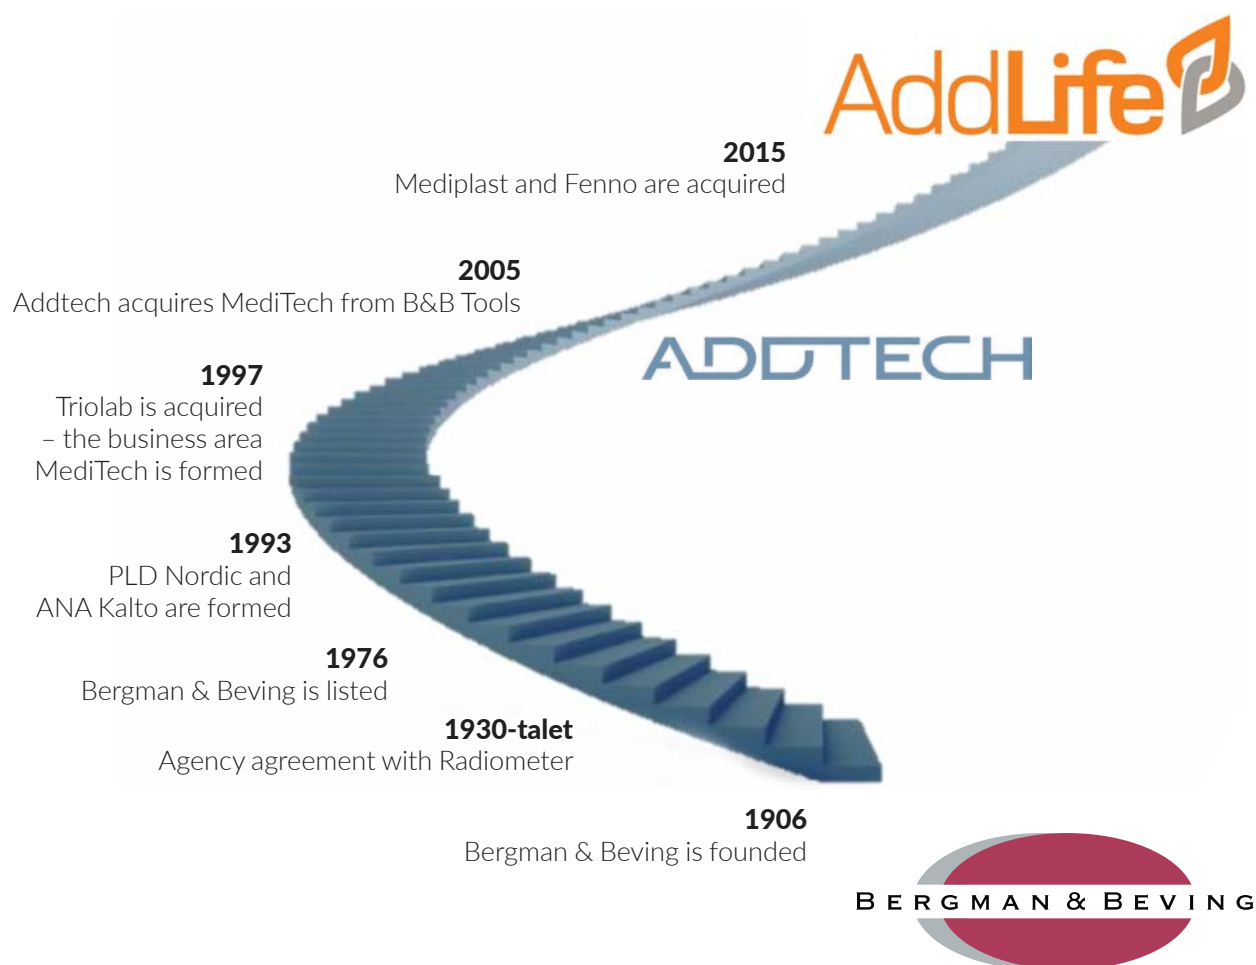 AddLife
2015
Mediplast and Fenno are acquired
2005
Addtech acquires MediTech from B&B Tools
ADDTECH
1997
Triolab is acquired
– the business area
MediTech is formed
1993
PLD Nordic and
ANA Kalto are formed
1976
Bergman & Beving is listed
1930-talet
Agency agreement with Radiometer
1906
Bergman & Beving is founded
BERGMAN & BEVING